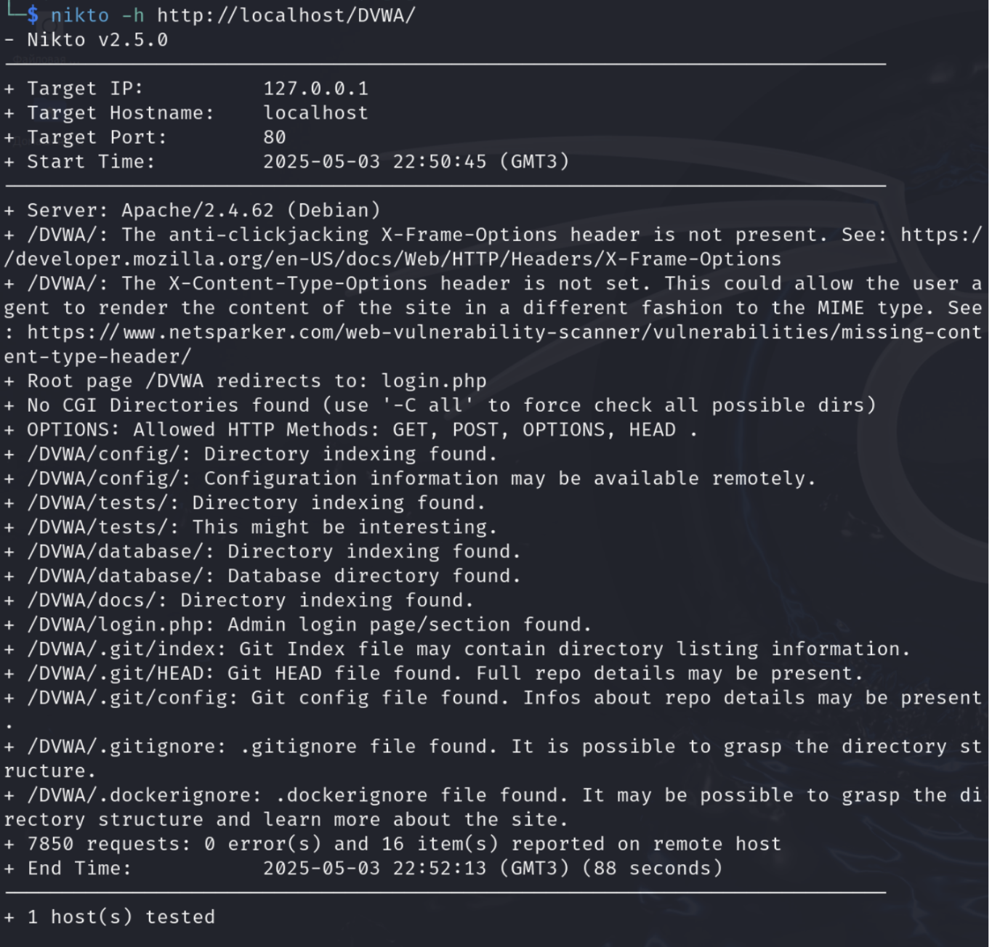 └─$ nikto -h http://localhost/DVWA/
- Nikto v2.5.0
+ Target IP:          127.0.0.1
+ Target Hostname:    localhost
+ Target Port:        80
+ Start Time:         2025-05-03 22:50:45 (GMT3)
+ Server: Apache/2.4.62 (Debian)
+ /DVWA/: The anti-clickjacking X-Frame-Options header is not present. See: https:/
/developer.mozilla.org/en-US/docs/Web/HTTP/Headers/X-Frame-Options
+ /DVWA/: The X-Content-Type-Options header is not set. This could allow the user a
gent to render the content of the site in a different fashion to the MIME type. See
: https://www.netsparker.com/web-vulnerability-scanner/vulnerabilities/missing-cont
ent-type-header/
+ Root page /DVWA redirects to: login.php
+ No CGI Directories found (use '-C all' to force check all possible dirs)
+ OPTIONS: Allowed HTTP Methods: GET, POST, OPTIONS, HEAD .
+ /DVWA/config/: Directory indexing found.
+ /DVWA/config/: Configuration information may be available remotely.
+ /DVWA/tests/: Directory indexing found.
+ /DVWA/tests/: This might be interesting.
+ /DVWA/database/: Directory indexing found.
+ /DVWA/database/: Database directory found.
+ /DVWA/docs/: Directory indexing found.
+ /DVWA/login.php: Admin login page/section found.
+ /DVWA/.git/index: Git Index file may contain directory listing information.
+ /DVWA/.git/HEAD: Git HEAD file found. Full repo details may be present.
+ /DVWA/.git/config: Git config file found. Infos about repo details may be present
.
+ /DVWA/.gitignore: .gitignore file found. It is possible to grasp the directory st
ructure.
+ /DVWA/.dockerignore: .dockerignore file found. It may be possible to grasp the di
rectory structure and learn more about the site.
+ 7850 requests: 0 error(s) and 16 item(s) reported on remote host
+ End Time:           2025-05-03 22:52:13 (GMT3) (88 seconds)
+ 1 host(s) tested